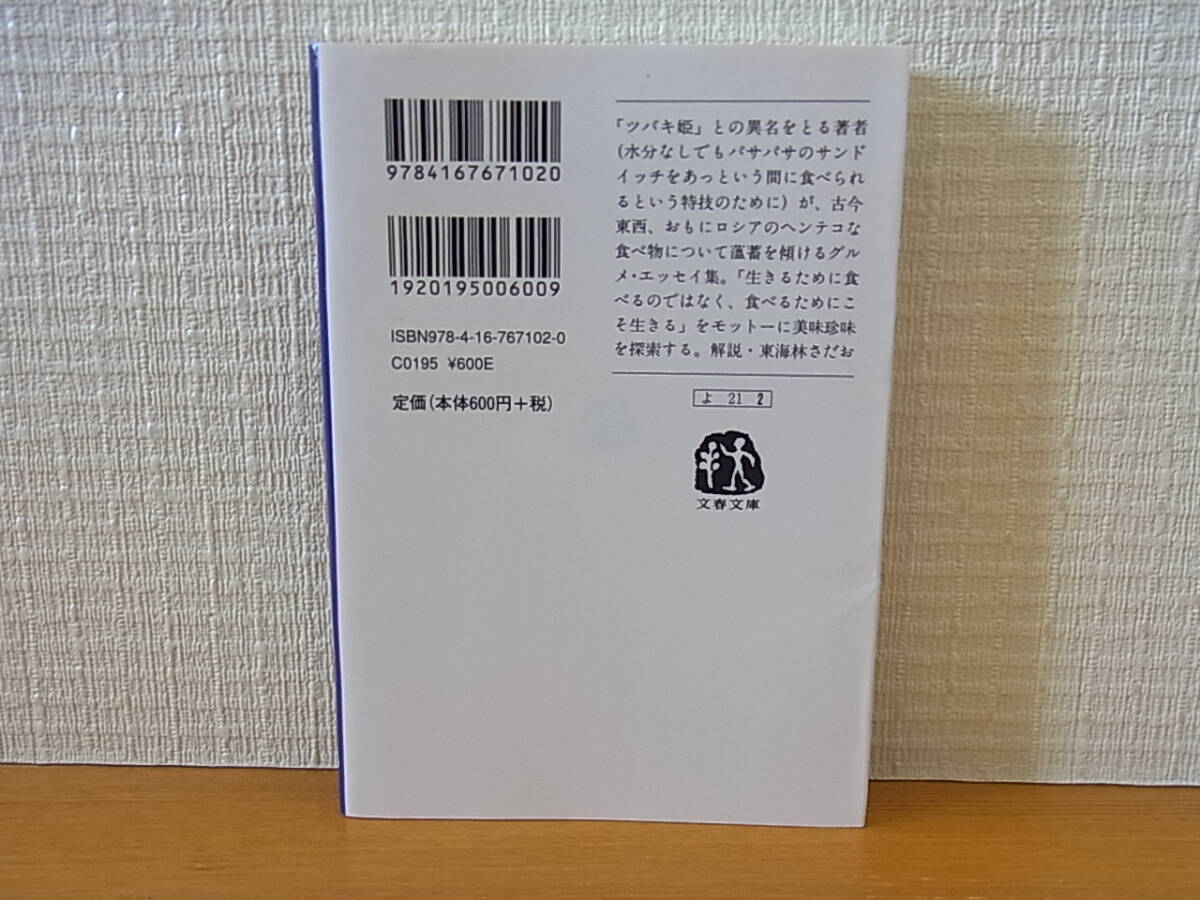 9784167671020
1920195006009
ISBN978-4-16-767102-0
C0195 ¥600E
定価(本体600円+税)
「ツバキ姫」との異名をとる著者
(水分なしでもパサパサのサンド
イッチをあっという間に食べられ
るという特技のために)が、古今
東西、おもにロシアのヘンテコな
食べ物について薀蓄を傾けるグル
メ・エッセイ集。「生きるために食
べるのではなく、食べるためにこ
そ生きる」をモットーに美味珍味
を探索する。解説・東海林さだお
よ 21 2
文春文庫